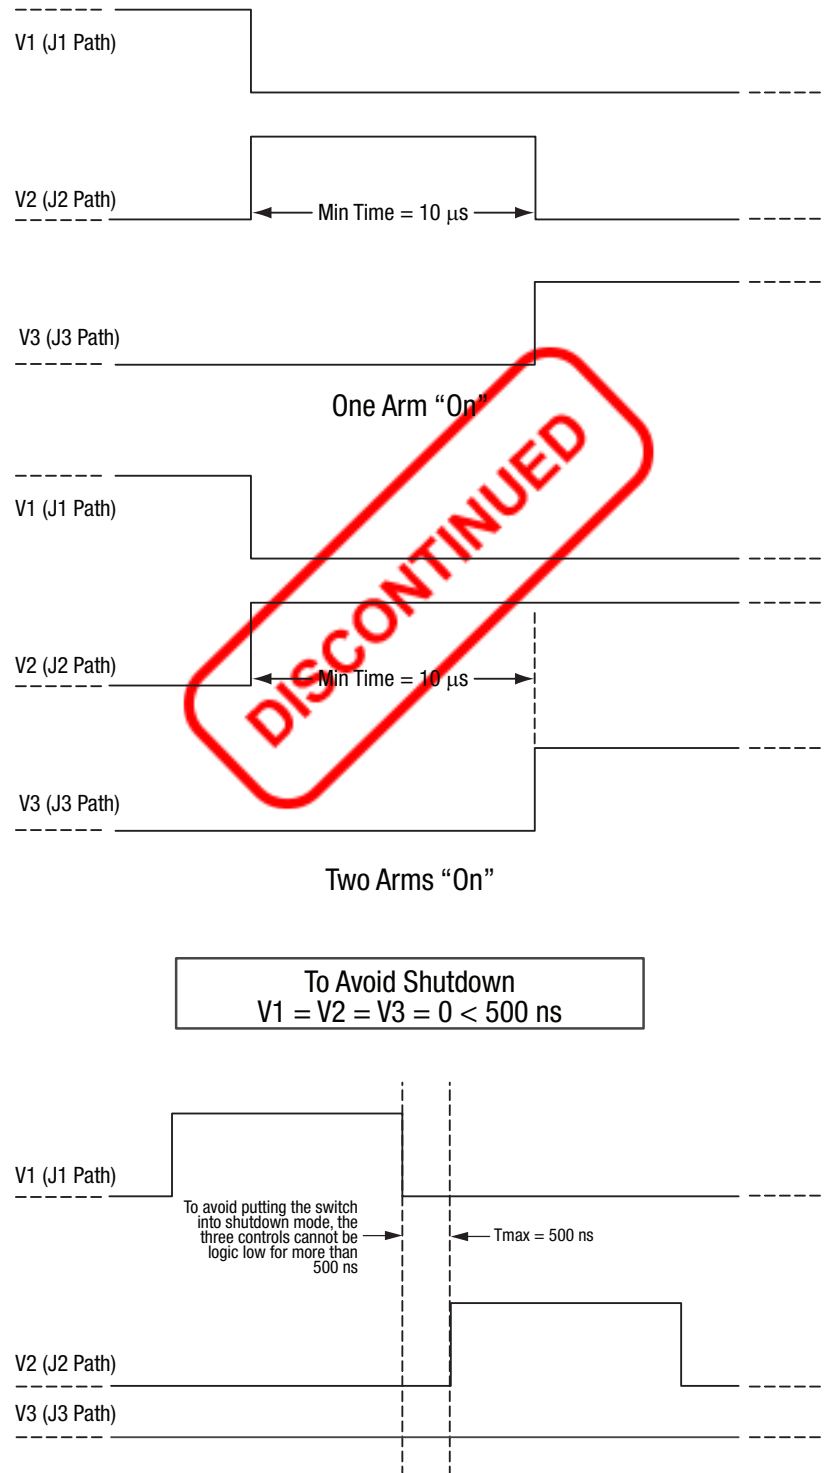 V1 (J1 Path)
V2 (J2 Path)
Min Time = 10 μs
V3 (J3 Path)
One Arm “On”
V1 (J1 Path)
DISCONTINUED
V2 (J2 Path)
Min Time = 10 μs
V3 (J3 Path)
Two Arms “On”
To Avoid Shutdown
V1 = V2 = V3 = 0 < 500 ns
V1 (J1 Path)
To avoid putting the switch
into shutdown mode, the
three controls cannot be
logic low for more than
500 ns
Tmax = 500 ns
V2 (J2 Path)
V3 (J3 Path)